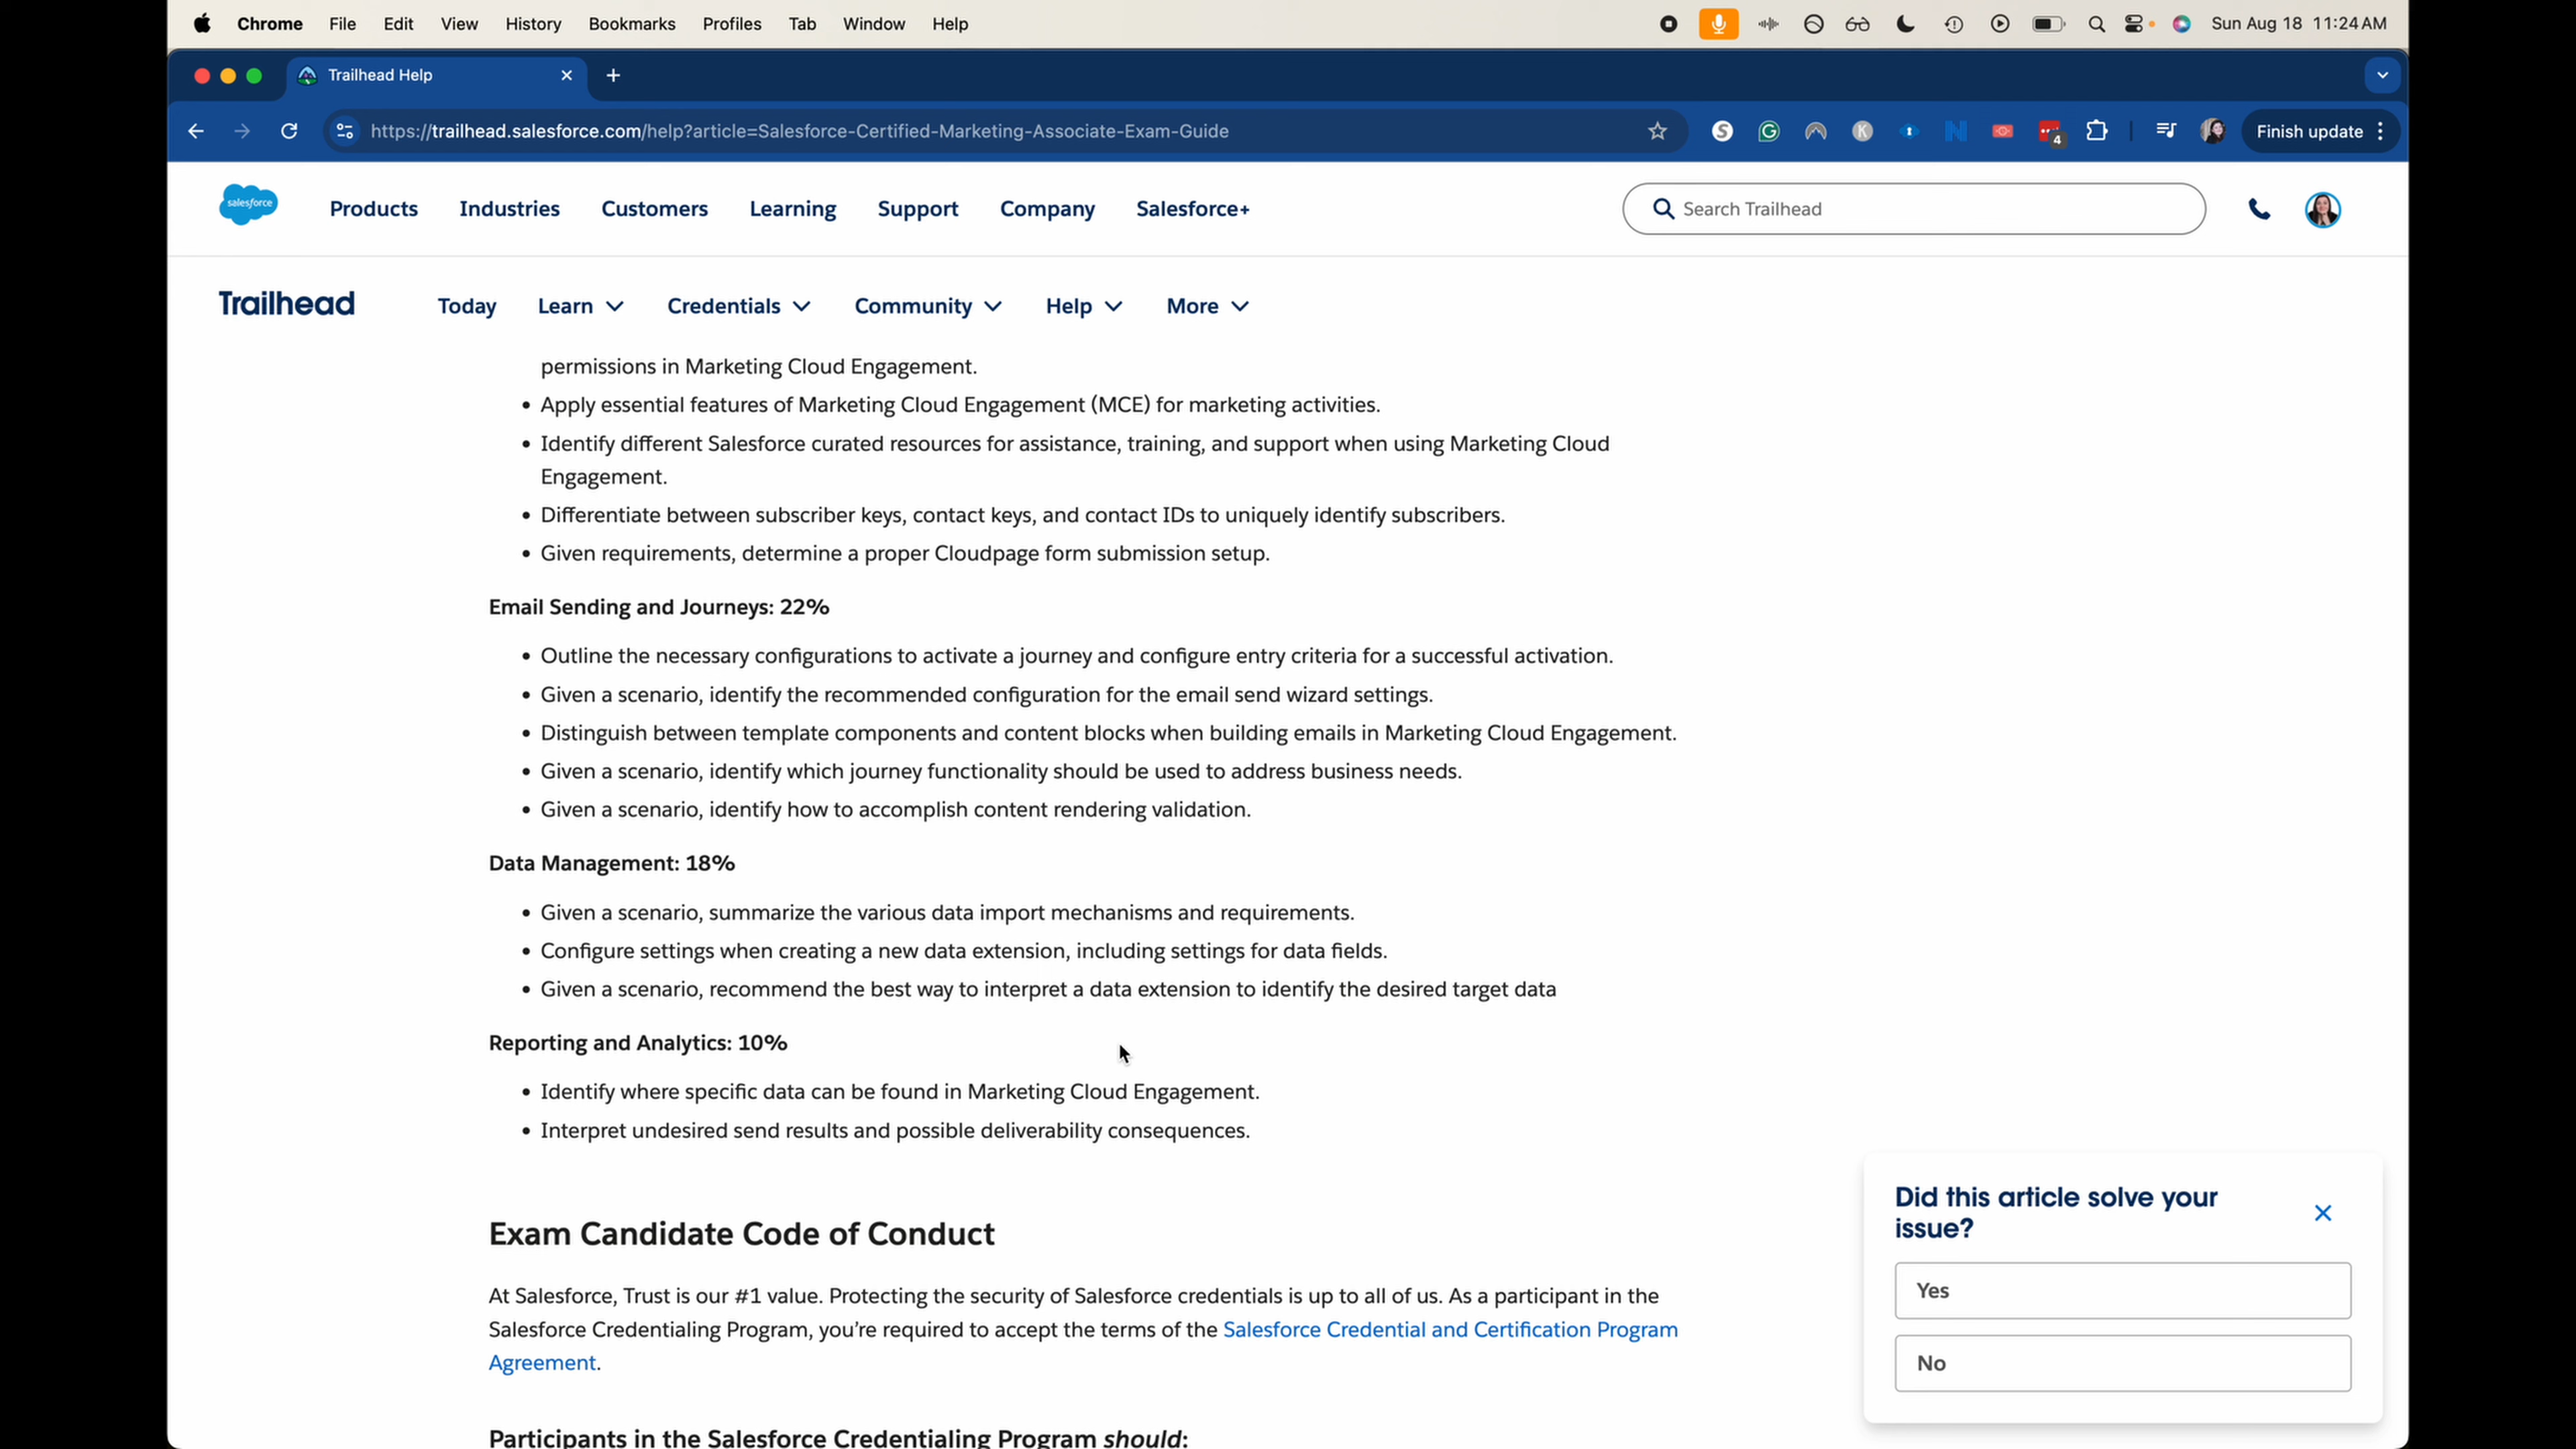 Chrome File Edit View History Bookmarks Profiles Tab Window Help Sun Aug 18 11:24 AM
Trailhead Help
https://trailhead.salesforce.com/help?article=Salesforce-Certified-Marketing-Associate-Exam-Guide 4 Finish update
salesforce Products Industries Customers Learning Support Company Salesforce+ Search Trailhead
Trailhead Today Learn Credentials Community Help More
permissions in Marketing Cloud Engagement.
• Apply essential features of Marketing Cloud Engagement (MCE) for marketing activities.
• Identify different Salesforce curated resources for assistance, training, and support when using Marketing Cloud
Engagement.
• Differentiate between subscriber keys, contact keys, and contact IDs to uniquely identify subscribers.
• Given requirements, determine a proper Cloudpage form submission setup.
Email Sending and Journeys: 22%
• Outline the necessary configurations to activate a journey and configure entry criteria for a successful activation.
• Given a scenario, identify the recommended configuration for the email send wizard settings.
• Distinguish between template components and content blocks when building emails in Marketing Cloud Engagement.
• Given a scenario, identify which journey functionality should be used to address business needs.
• Given a scenario, identify how to accomplish content rendering validation.
Data Management: 18%
• Given a scenario, summarize the various data import mechanisms and requirements.
• Configure settings when creating a new data extension, including settings for data fields.
• Given a scenario, recommend the best way to interpret a data extension to identify the desired target data
Reporting and Analytics: 10%
• Identify where specific data can be found in Marketing Cloud Engagement.
• Interpret undesired send results and possible deliverability consequences.
Exam Candidate Code of Conduct
At Salesforce, Trust is our #1 value. Protecting the security of Salesforce credentials is up to all of us. As a participant in the
Salesforce Credentialing Program, you're required to accept the terms of the Salesforce Credential and Certification Program
Agreement.
Participants in the Salesforce Credentialing Program should:
Did this article solve your
issue?
Yes
No